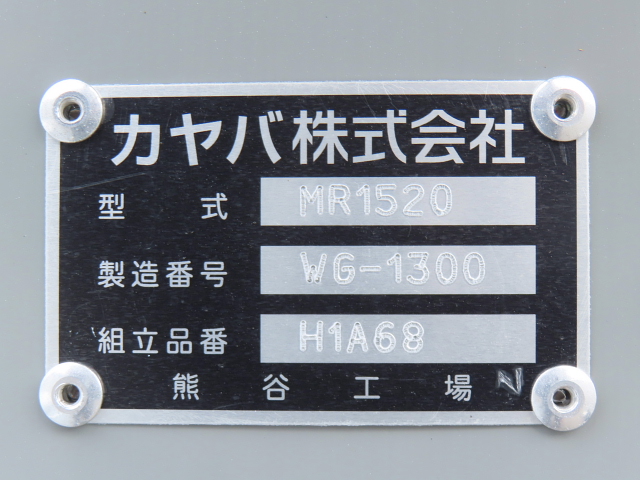 カヤバ株式会社
型式 MR1520
製造番号 WG-1300
組立品番 H1A68
熊谷工場